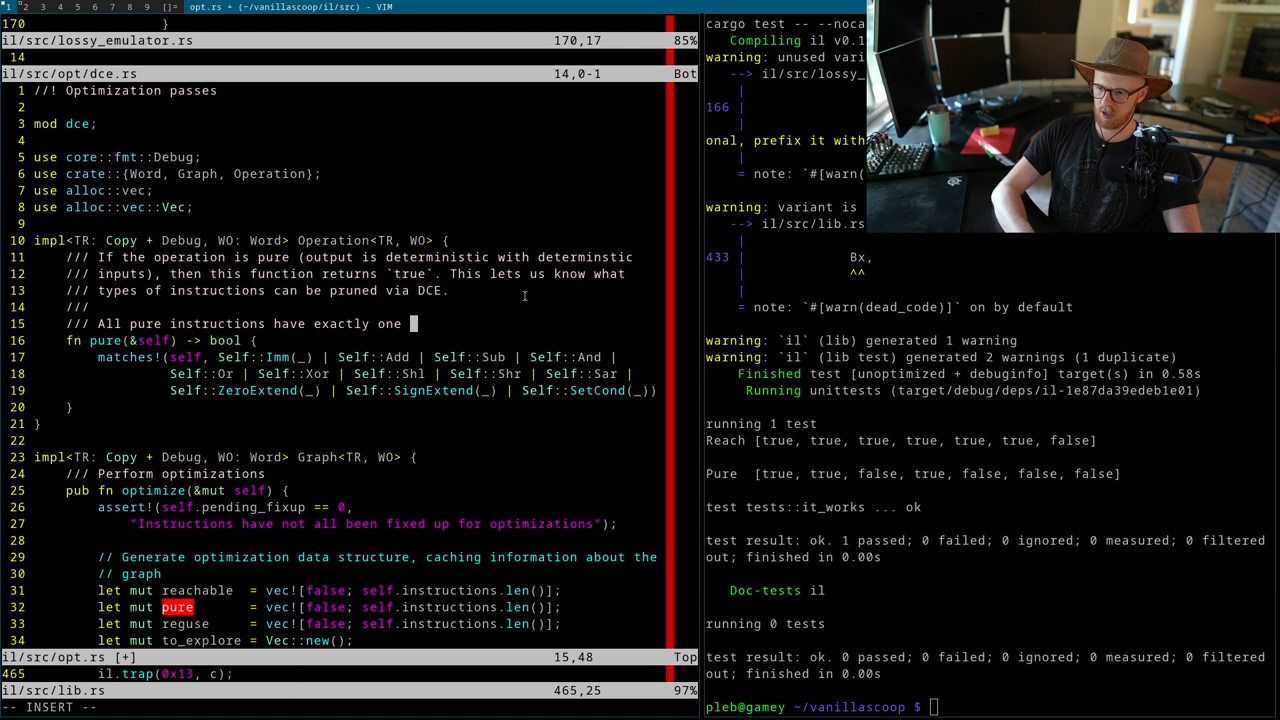 1 2 3 4 5 6 7 8 9 []= opt.rs + (~/vanillascoop/il/src) - VIM
170 }
il/src/lossy_emulator.rs 170,17 85%
14
il/src/opt/dce.rs 14,0-1 Bot
1 //! Optimization passes
2
3 mod dce;
4
5 use core::fmt::Debug;
6 use crate::{Word, Graph, Operation};
7 use alloc::vec;
8 use alloc::vec::Vec;
9
10 impl<TR: Copy + Debug, WO: Word> Operation<TR, WO> {
11 /// If the operation is pure (output is deterministic with determinstic
12 /// inputs), then this function returns `true`. This lets us know what
13 /// types of instructions can be pruned via DCE.
14 ///
15 /// All pure instructions have exactly one
16 fn pure(&self) -> bool {
17 matches!(self, Self::Imm(_) | Self::Add | Self::Sub | Self::And |
18 Self::Or | Self::Xor | Self::Shl | Self::Shr | Self::Sar |
19 Self::ZeroExtend(_) | Self::SignExtend(_) | Self::SetCond(_))
20 }
21 }
22
23 impl<TR: Copy + Debug, WO: Word> Graph<TR, WO> {
24 /// Perform optimizations
25 pub fn optimize(&mut self) {
26 assert!(self.pending_fixup == 0,
27 "Instructions have not all been fixed up for optimizations");
28
29 // Generate optimization data structure, caching information about the
30 // graph
31 let mut reachable = vec![false; self.instructions.len()];
32 let mut pure = vec![false; self.instructions.len()];
33 let mut reguse = vec![false; self.instructions.len()];
34 let mut to_explore = Vec::new();
il/src/opt.rs [+] 15,48 Top
465 il.trap(0x13, c);
il/src/lib.rs 465,25 97%
-- INSERT --
cargo test -- --noca
Compiling il v0.1
warning: unused vari
--> il/src/lossy_
|
166 |
|
onal, prefix it with
|
= note: `#[warn(
warning: variant is
--> il/src/lib.rs
|
433 | Bx,
| ^^
|
= note: `#[warn(dead_code)]` on by default
warning: `il` (lib) generated 1 warning
warning: `il` (lib test) generated 2 warnings (1 duplicate)
Finished test [unoptimized + debuginfo] target(s) in 0.58s
Running unittests (target/debug/deps/il-1e87da39edeb1e01)
running 1 test
Reach [true, true, true, true, true, true, false]
Pure [true, true, false, true, false, false, false]
test tests::it_works ... ok
test result: ok. 1 passed; 0 failed; 0 ignored; 0 measured; 0 filtered
out; finished in 0.00s
Doc-tests il
running 0 tests
test result: ok. 0 passed; 0 failed; 0 ignored; 0 measured; 0 filtered
out; finished in 0.00s
pleb@gamey ~/vanillascoop $